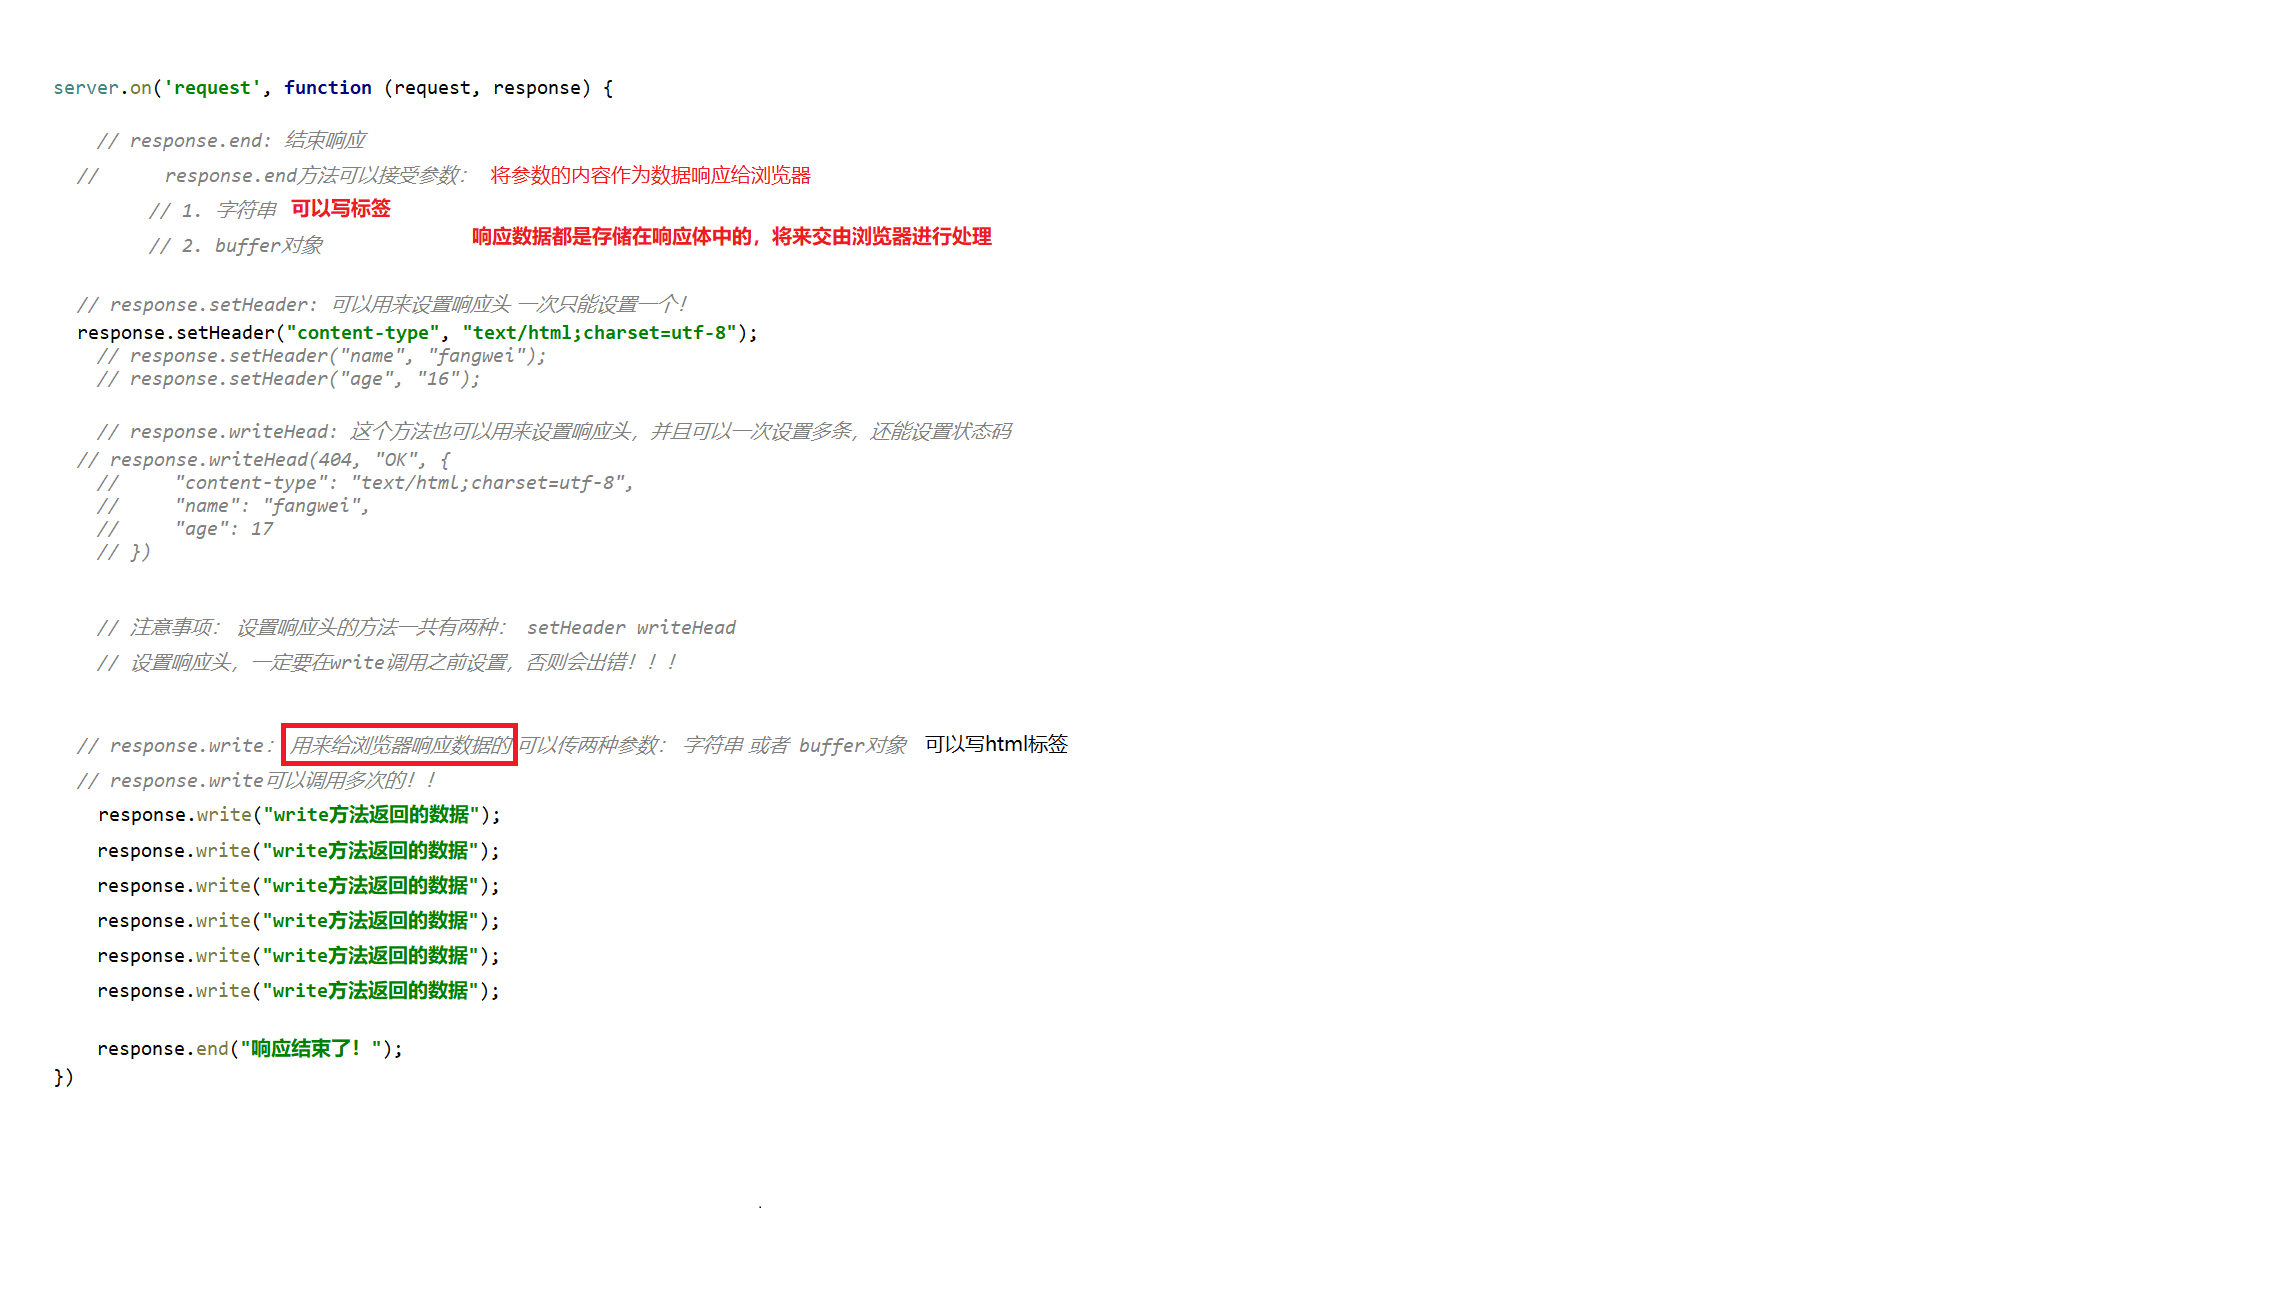 server.on('request', function (request, response) {
// response.end: 结束响应
// response.end方法可以接受参数： 将参数的内容作为数据响应给浏览器
// 1. 字符串 可以写标签
响应数据都是存储在响应体中的，将来交由浏览器进行处理
// 2. buffer对象
// response.setHeader: 可以用来设置响应头 一次只能设置一个！
response.setHeader("content-type", "text/html;charset=utf-8");
// response.setHeader("name", "fangwei");
// response.setHeader("age", "16");
// response.writeHead: 这个方法也可以用来设置响应头，并且可以一次设置多条，还能设置状态码
// response.writeHead(404, "OK", {
// "content-type": "text/html;charset=utf-8",
// "name": "fangwei",
// "age": 17
// })
// 注意事项： 设置响应头的方法一共有两种： setHeader writeHead
// 设置响应头，一定要在write调用之前设置，否则会出错！！！
// response.write: 用来给浏览器响应数据的 可以传两种参数： 字符串 或者 buffer对象 可以写html标签
// response.write可以调用多次的！！
response.write("write方法返回的数据");
response.write("write方法返回的数据");
response.write("write方法返回的数据");
response.write("write方法返回的数据");
response.write("write方法返回的数据");
response.write("write方法返回的数据");
response.end("响应结束了！");
})